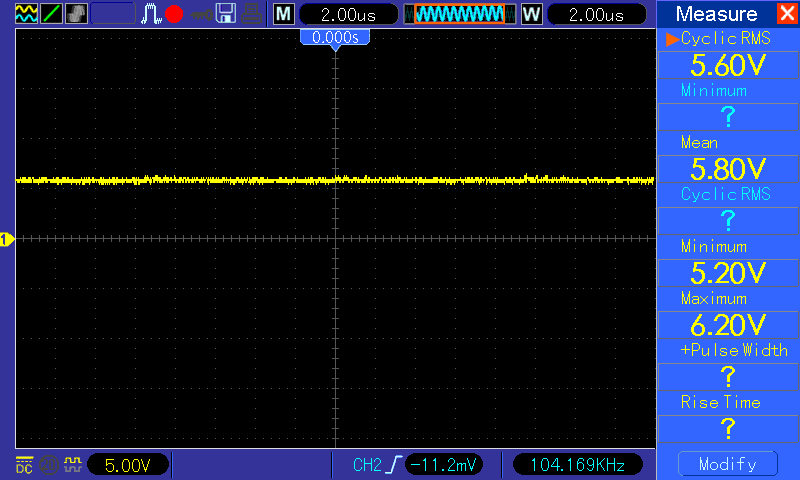 M 2.00us W 2.00us
Measure
0.000s
Cyclic RMS
5.60V
Minimum
?
Mean
5.80V
Cyclic RMS
?
Minimum
5.20V
Maximum
6.20V
+Pulse Width
?
Rise Time
?
1
DC 5.00V CH2 -11.2mV 104.169KHz
Modify